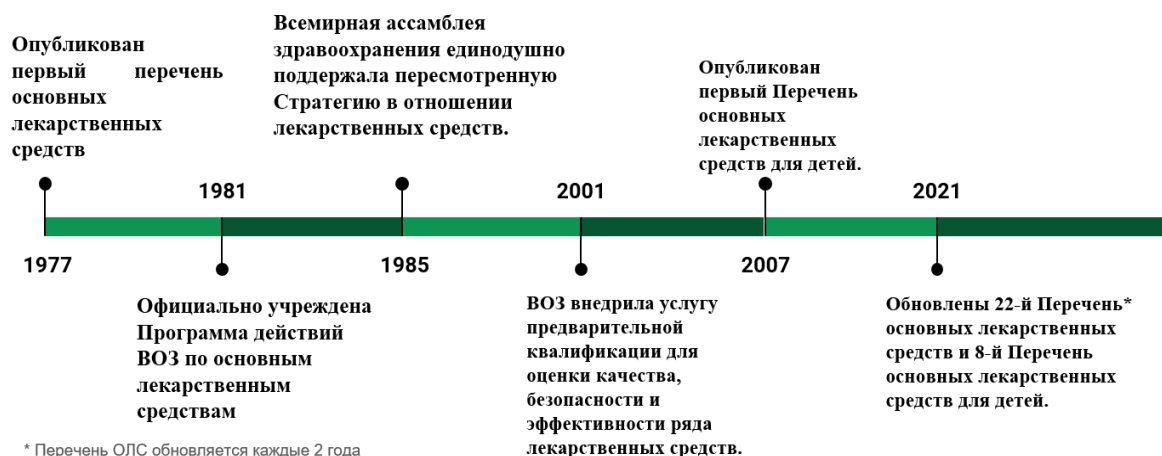 Опубликован
первый перечень
основных
лекарственных
средств
1977
1981
Официально учреждена
Программа действий
ВОЗ по основным
лекарственным
средствам
Всемирная ассамблея
здравоохранения единодушно
поддержала пересмотренную
Стратегию в отношении
лекарственных средств.
1985
2001
ВОЗ внедрила услугу
предварительной
квалификации для
оценки качества,
безопасности и
эффективности ряда
лекарственных средств.
Опубликован
первый Перечень
основных
лекарственных
средств для детей.
2007
2021
Обновлены 22-й Перечень*
основных лекарственных
средств и 8-й Перечень
основных лекарственных
средств для детей.
* Перечень ОЛС обновляется каждые 2 года